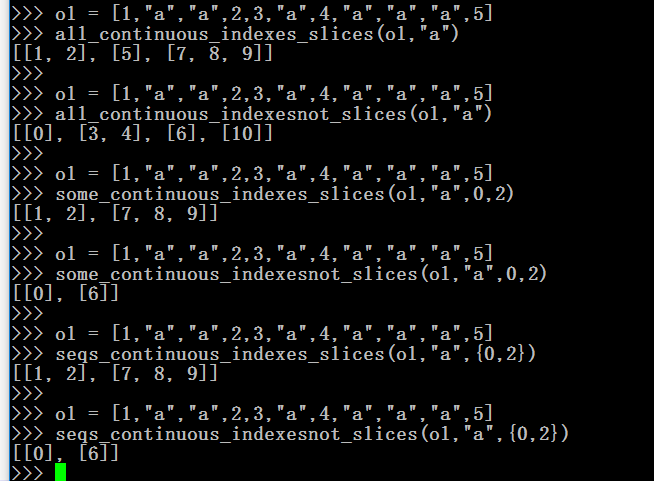 >>> ol = [1,"a","a",2,3,"a",4,"a","a","a",5]
>>> all_continuous_indexes_slices(ol,"a")
[[1, 2], [5], [7, 8, 9]]
>>>
>>> ol = [1,"a","a",2,3,"a",4,"a","a","a",5]
>>> all_continuous_indexesnot_slices(ol,"a")
[[0], [3, 4], [6], [10]]
>>>
>>> ol = [1,"a","a",2,3,"a",4,"a","a","a",5]
>>> some_continuous_indexes_slices(ol,"a",0,2)
[[1, 2], [7, 8, 9]]
>>>
>>> ol = [1,"a","a",2,3,"a",4,"a","a","a",5]
>>> some_continuous_indexesnot_slices(ol,"a",0,2)
[[0], [6]]
>>>
>>> ol = [1,"a","a",2,3,"a",4,"a","a","a",5]
>>> seqs_continuous_indexes_slices(ol,"a",{0,2})
[[1, 2], [7, 8, 9]]
>>>
>>> ol = [1,"a","a",2,3,"a",4,"a","a","a",5]
>>> seqs_continuous_indexesnot_slices(ol,"a",{0,2})
[[0], [6]]
>>>